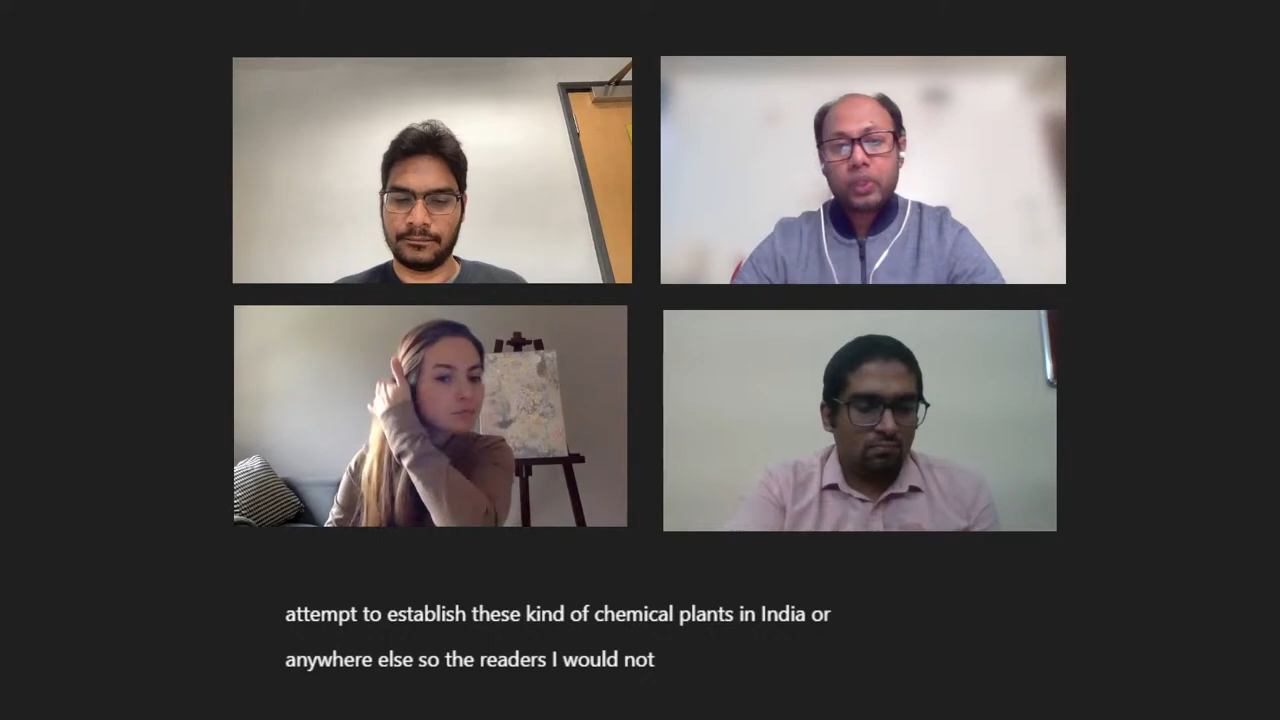 attempt to establish these kind of chemical plants in India or
anywhere else so the readers I would not